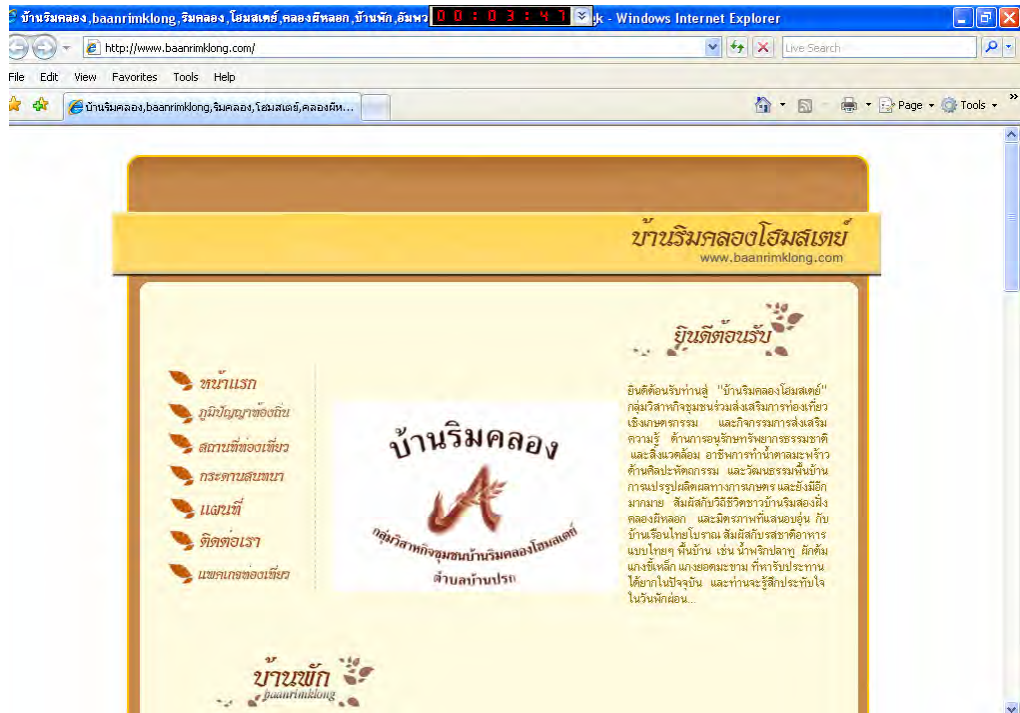 บ้านริมคลอง,baanrimklong,ริมคลอง,โฮมสเตย์,คลองผีหลอก,บ้านพัก,อัมพว
00:03:47
k - Windows Internet Explorer
http://www.baanrimklong.com/
Live Search
File Edit View Favorites Tools Help
บ้านริมคลอง,baanrimklong,ริมคลอง,โฮมสเตย์,คลองผีห...
Page Tools
บ้านริมคลองโฮมสเตย์
www.baanrimklong.com
ยินดีต้อนรับ
หน้าแรก
ภูมิปัญญาท้องถิ่น
สถานที่ท่องเที่ยว
กระดานสนทนา
แผนที่
ติดต่อเรา
แพคเกจท่องเที่ยว
บ้านริมคลอง
กลุ่มวิสาหกิจชุมชนบ้านริมคลองโฮมสเตย์
ตำบลบ้านปรก
ยินดีต้อนรับท่านสู่ "บ้านริมคลองโฮมสเตย์"
กลุ่มวิสาหกิจชุมชนร่วมส่งเสริมการท่องเที่ยว
เชิงเกษตรกรรม และกิจกรรมการส่งเสริม
ความรู้ ด้านการอนุรักษ์ทรัพยากรธรรมชาติ
และสิ่งแวดล้อม อาชีพการทำน้ำตาลมะพร้าว
ด้านศิลปะหัตถกรรม และวัฒนธรรมพื้นบ้าน
การแปรรูปผลิตผลทางการเกษตร และยังมีอีก
มากมาย สัมผัสกับวิถีชีวิตชาวบ้านริมสองฝั่ง
คลองผีหลอก และมิตรภาพที่แสนอบอุ่น กับ
บ้านเรือนไทยโบราณ สัมผัสกับรสชาติอาหาร
แบบไทยๆ พื้นบ้าน เช่น น้ำพริกปลาทู ผักต้ม
แกงขี้เหล็ก แกงยอดมะขาม ที่หารับประทาน
ได้ยากในปัจจุบัน และท่านจะรู้สึกประทับใจ
ในวันพักผ่อน...
บ้านพัก
baanrimklong